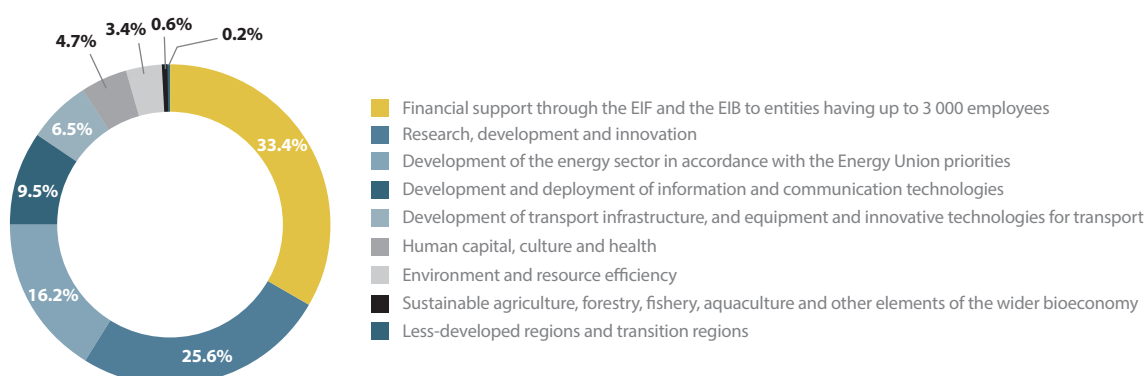 0.6%
3.4%
0.2%
4.7%
Financial support through the EIF and the EIB to entities having up to 3 000 employees
6.5%
Research, development and innovation
33.4%
Development of the energy sector in accordance with the Energy Union priorities
9.5%
Development and deployment of information and communication technologies
Development of transport infrastructure, and equipment and innovative technologies for transport
Human capital, culture and health
Environment and resource efficiency
16.2%
Sustainable agriculture, forestry, fishery, aquaculture and other elements of the wider bioeconomy
Less-developed regions and transition regions
25.6%